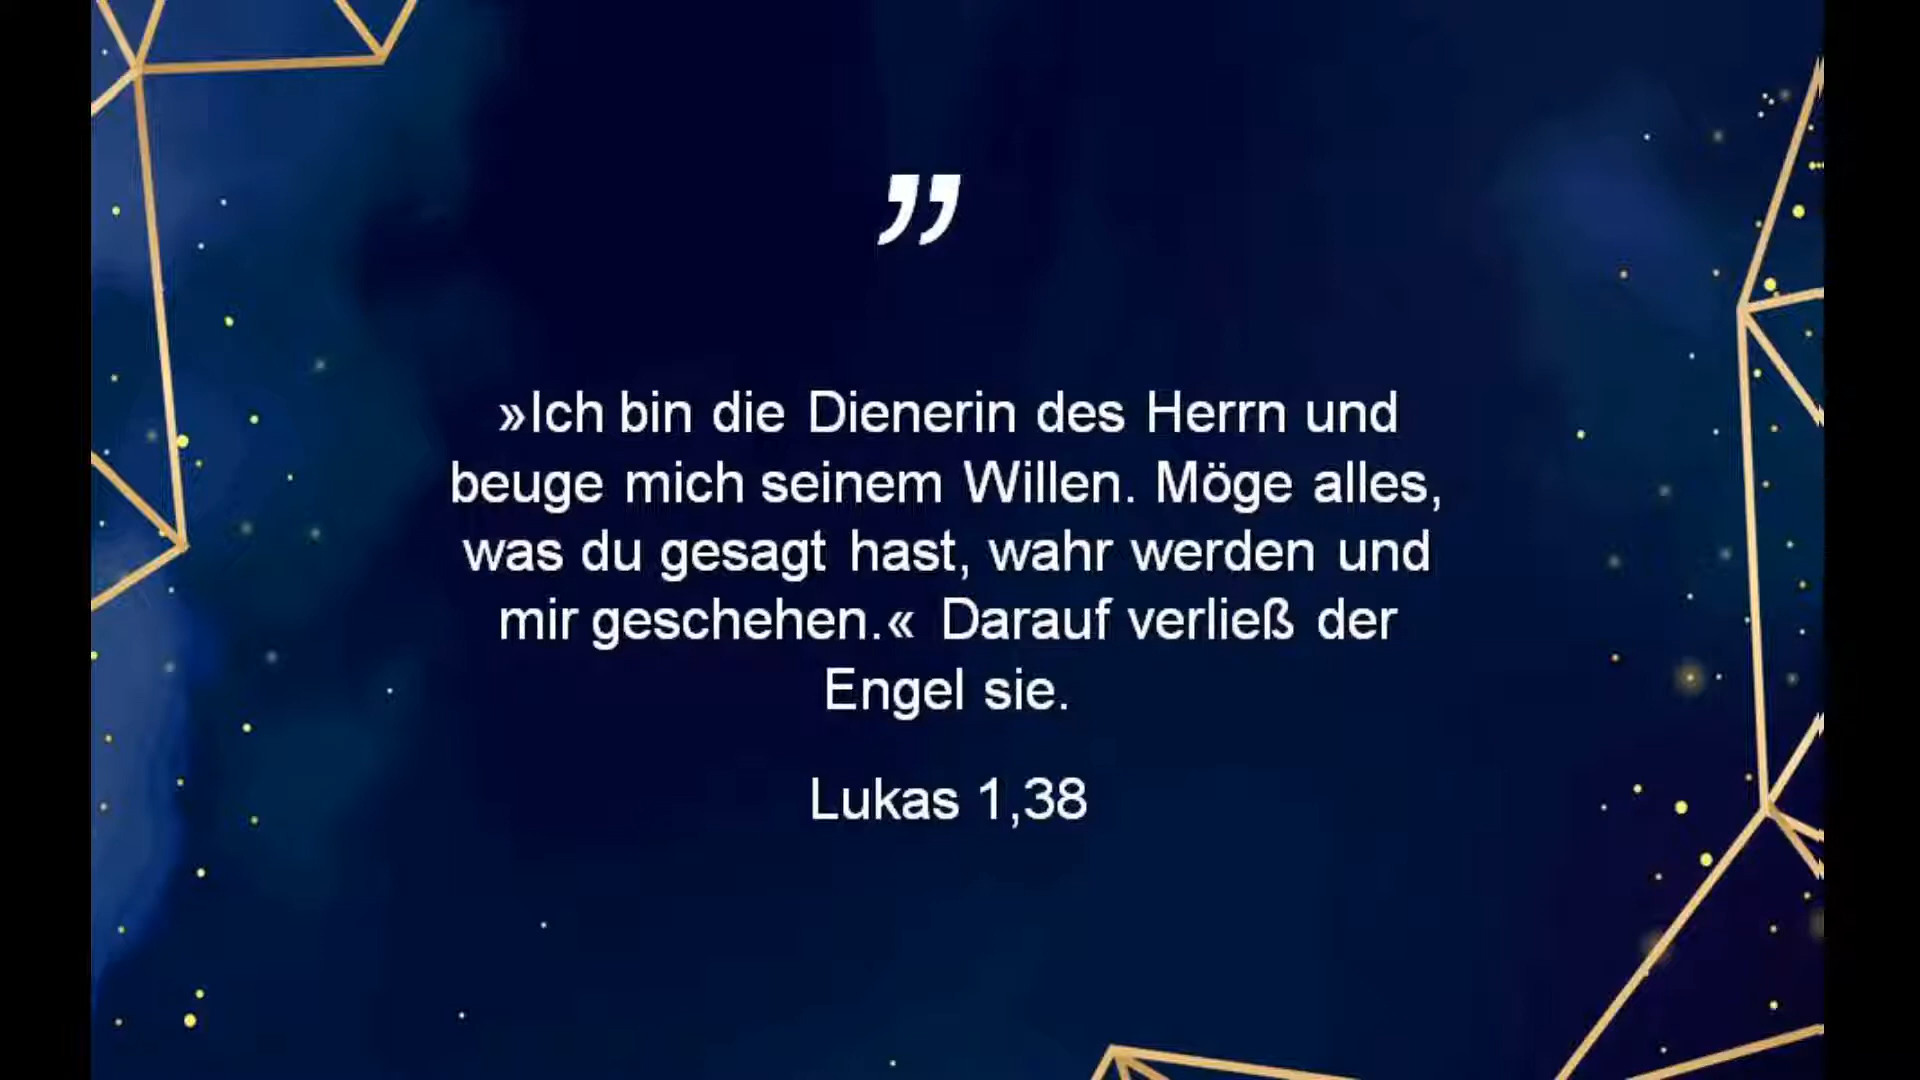 ”
»Ich bin die Dienerin des Herrn und
beuge mich seinem Willen. Möge alles,
was du gesagt hast, wahr werden und
mir geschehen.« Darauf verließ der
Engel sie.
Lukas 1,38